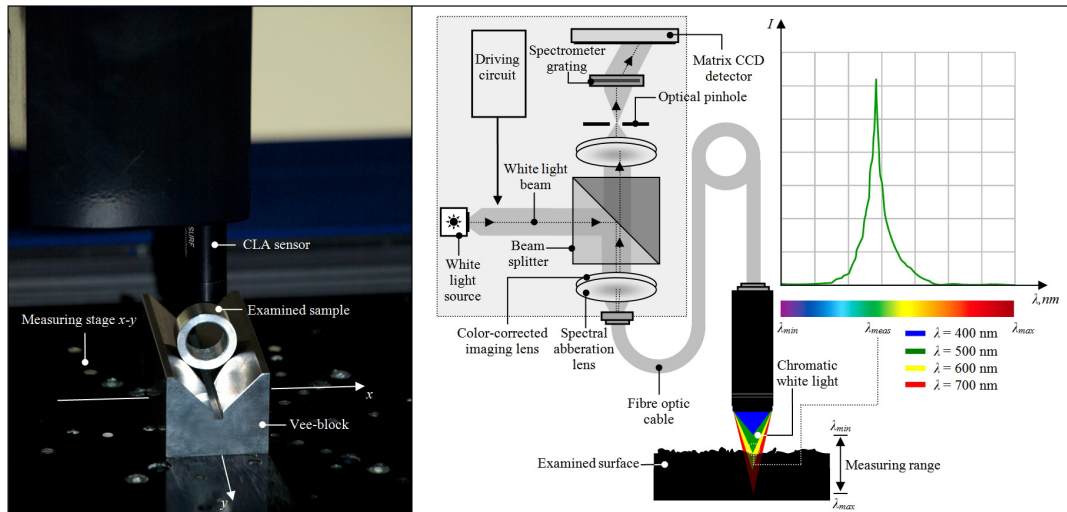 SURF
CLA sensor
Examined sample
Measuring stage x-y
x
Vee-block
y
Driving
circuit
Spectrometer
grating
Matrix CCD
detector
Optical pinhole
White light
beam
White
light
source
Beam
splitter
Color-corrected
imaging lens
Spectral
abberation
lens
Fibre optic
cable
Chromatic
white light
Examined surface
Measuring range
λmin
λmax
I
λ,nm
λmin
λmeas
λmax
λ = 400 nm
λ = 500 nm
λ = 600 nm
λ = 700 nm